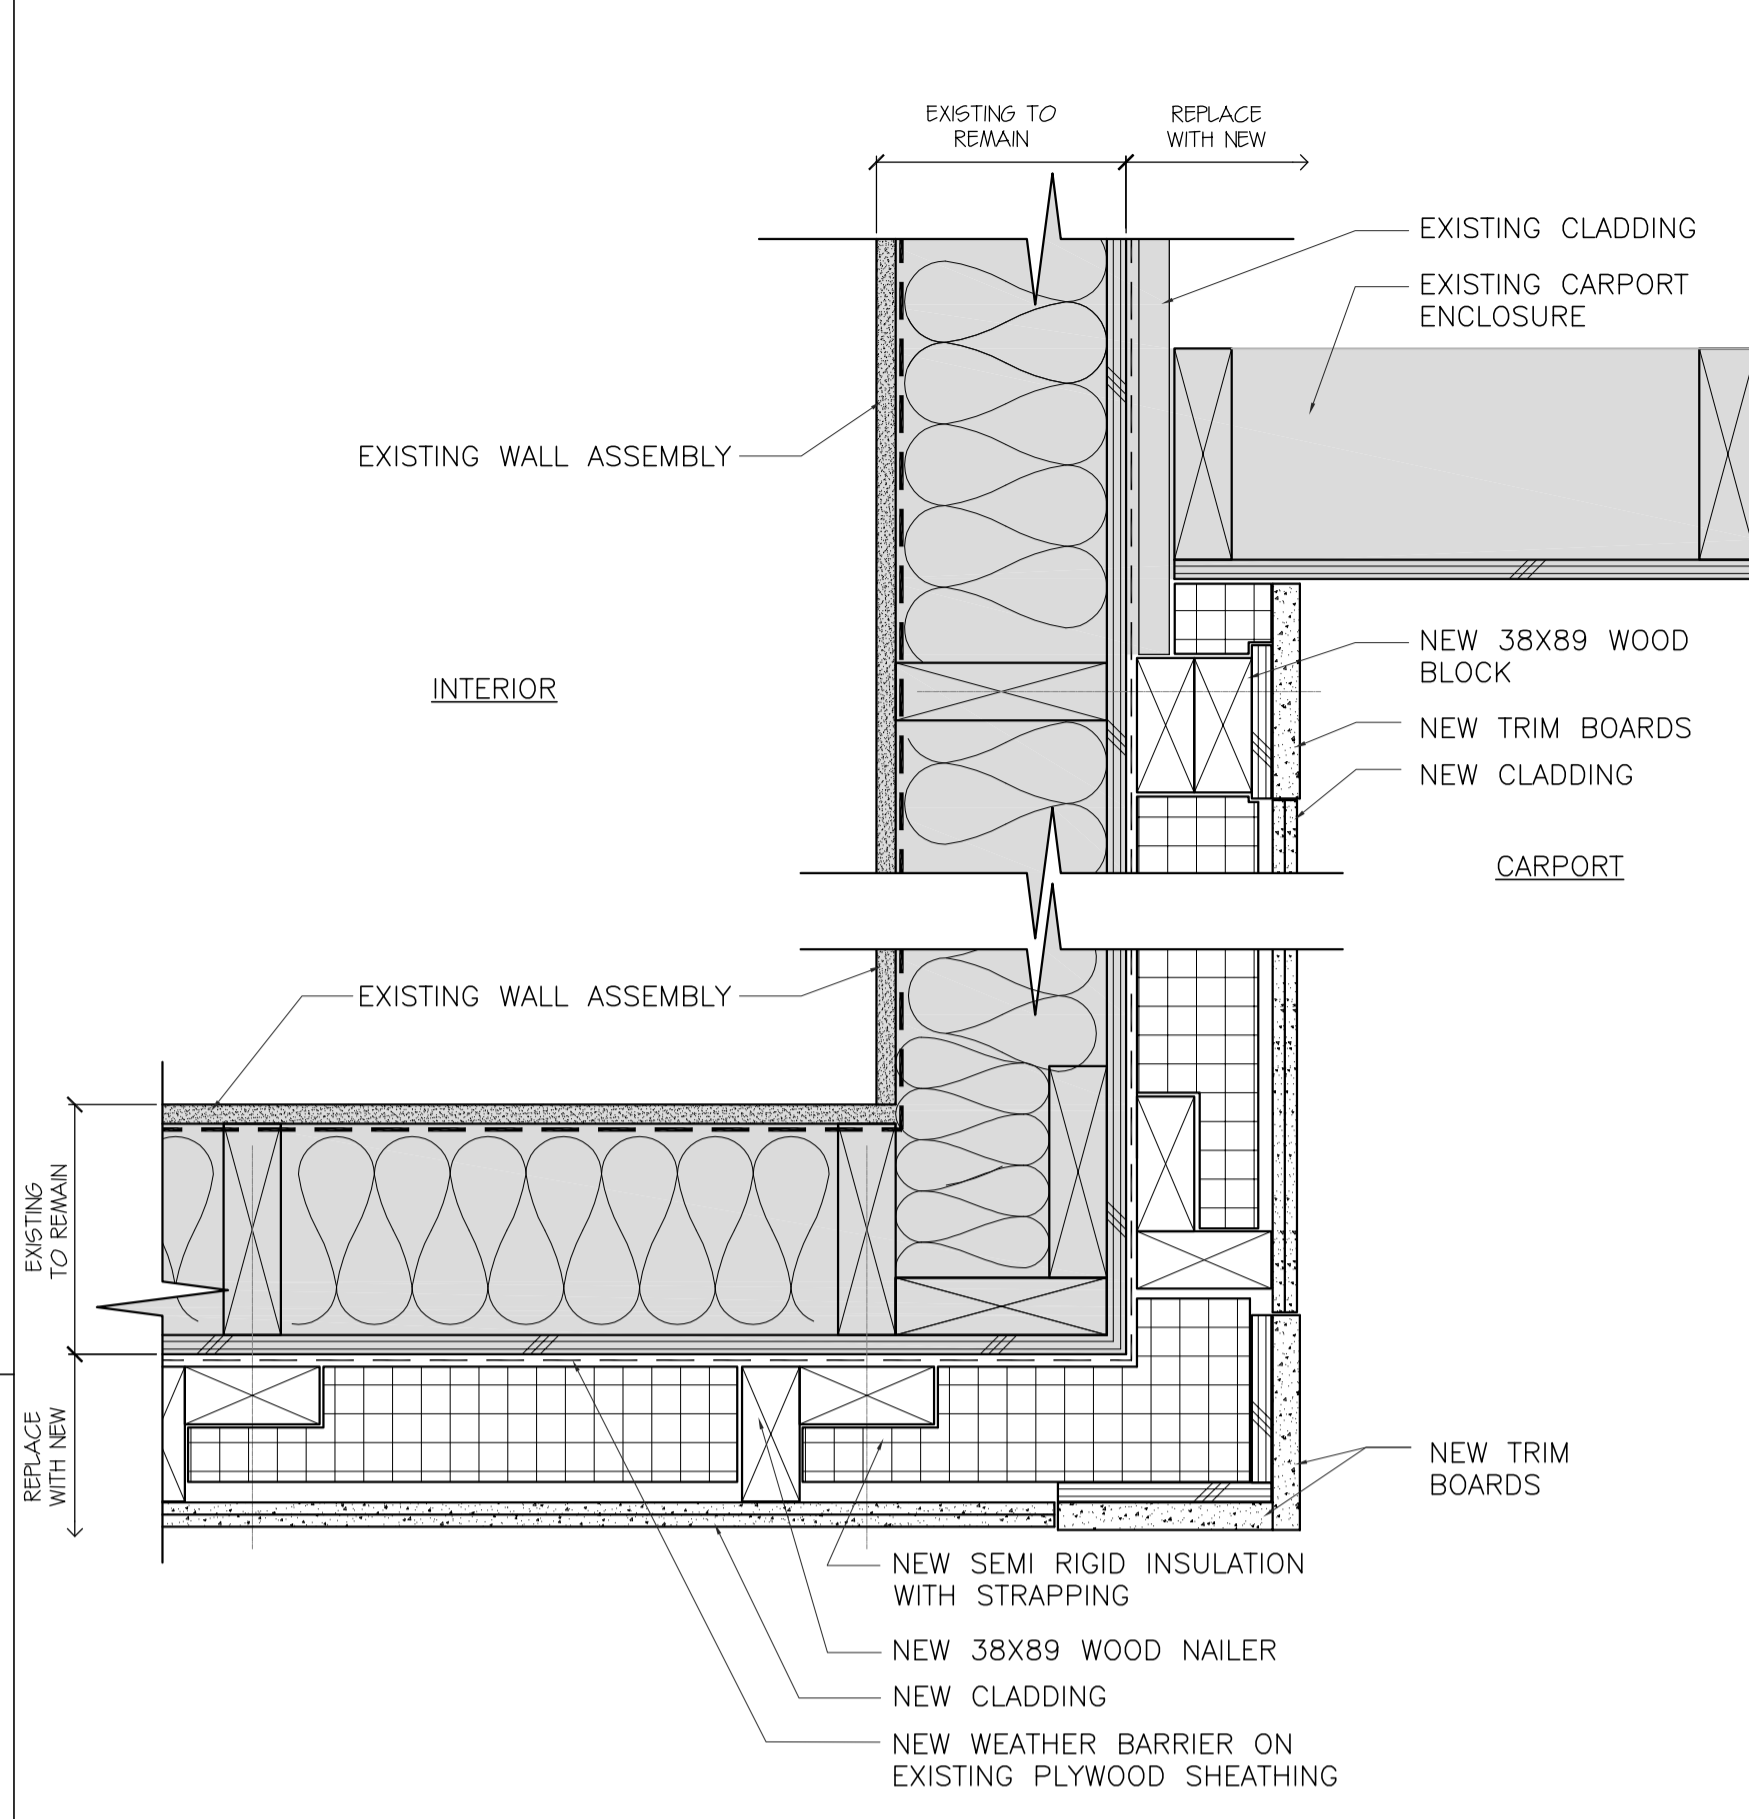 EXISTING TO
REMAIN
REPLACE
WITH NEW
EXISTING CLADDING
EXISTING CARPORT
ENCLOSURE
EXISTING WALL ASSEMBLY
NEW 38X89 WOOD
BLOCK
INTERIOR
NEW TRIM BOARDS
NEW CLADDING
CARPORT
EXISTING WALL ASSEMBLY
EXISTING
TO REMAIN
REPLACE
WITH NEW
NEW TRIM
BOARDS
NEW SEMI RIGID INSULATION
WITH STRAPPING
NEW 38X89 WOOD NAILER
NEW CLADDING
NEW WEATHER BARRIER ON
EXISTING PLYWOOD SHEATHING